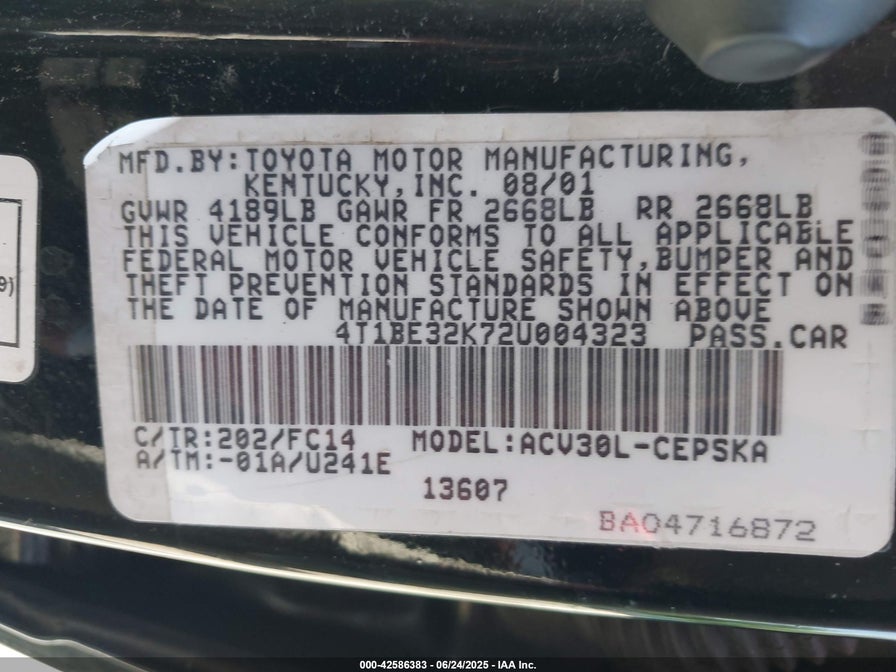 MFD.BY:TOYOTA MOTOR MANUFACTURING,
KENTUCKY,INC. 08/01
GVWR 4189LB GAWR FR 2668LB RR 2668LB
THIS VEHICLE CONFORMS TO ALL APPLICABLE
FEDERAL MOTOR VEHICLE SAFETY,BUMPER AND
THEFT PREVENTION STANDARDS IN EFFECT ON
THE DATE OF MANUFACTURE SHOWN ABOVE
4T1BE32K72U004323 PASS.CAR
C/TR:202/FC14 MODEL:ACV30L-CEPSKA
A/TM:-01A/U241E
13607
BA04716872
9)
000-42586383 - 06/24/2025 - IAA Inc.